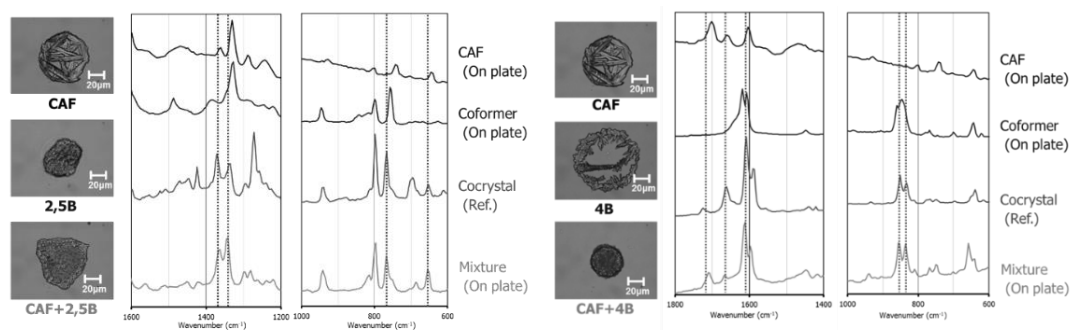 20μm
CAF
20μm
2,5B
20μm
CAF+2,5B
1600 1400 1200
Wavenumber (cm⁻¹)
1000 800 600
Wavenumber (cm⁻¹)
CAF
(On plate)
Coformer
(On plate)
Cocrystal
(Ref.)
Mixture
(On plate)
20μm
CAF
20μm
4B
20μm
CAF+4B
1800 1600 1400
Wavenumber (cm⁻¹)
1000 800 600
Wavenumber (cm⁻¹)
CAF
(On plate)
Coformer
(On plate)
Cocrystal
(Ref.)
Mixture
(On plate)